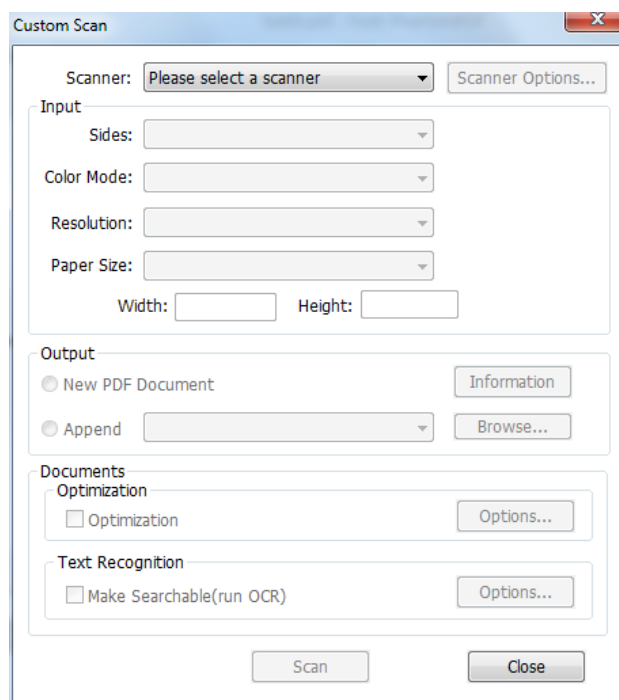 Custom Scan
Scanner: Please select a scanner Scanner Options...
Input
Sides:
Color Mode:
Resolution:
Paper Size:
Width: Height:
Output
New PDF Document Information
Append Browse...
Documents
Optimization
Optimization Options...
Text Recognition
Make Searchable(run OCR) Options...
Scan Close